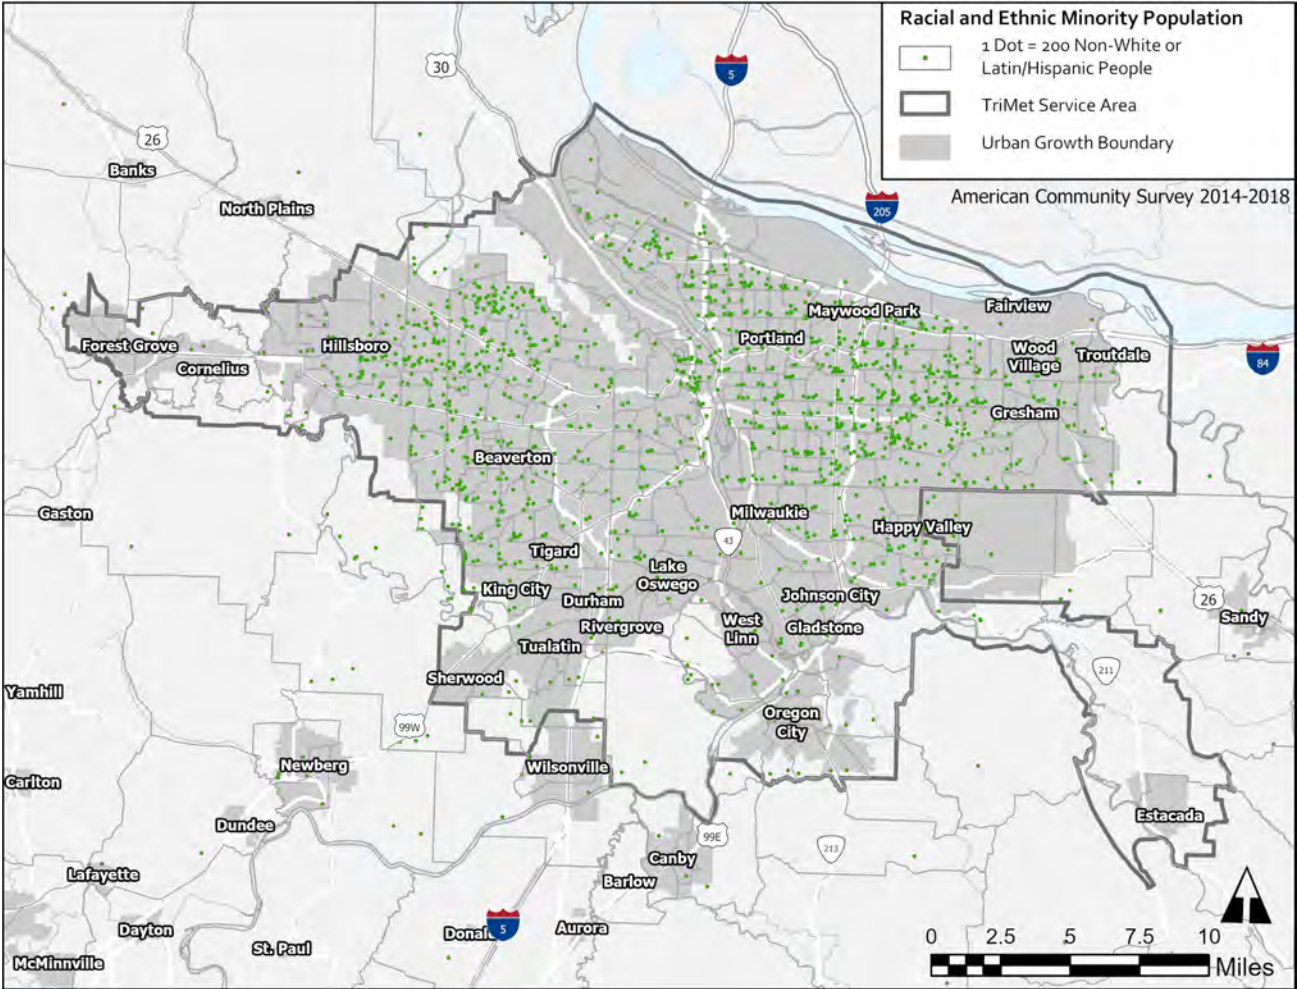 Racial and Ethnic Minority Population
1 Dot = 200 Non-White or
Latin/Hispanic People
TriMet Service Area
Urban Growth Boundary
American Community Survey 2014-2018
5
30
26
Banks
North Plains
205
Maywood Park
Fairview
Portland
Forest Grove
Hillsboro
Cornelius
Wood
Village
Troutdale
84
Gresham
Beaverton
Gaston
Milwaukie
Happy Valley
43
Tigard
Lake
Oswego
King City
Durham
Johnson City
26
Sandy
Rivergrove
West
Linn
Gladstone
Tualatin
Sherwood
211
Yamhill
99W
Oregon
City
Newberg
Wilsonville
Carlton
Dundee
Estacada
99E
213
Canby
Barlow
Lafayette
Dayton
St. Paul
Donald
5
Aurora
McMinnville
0 2.5 5 7.5 10
Miles